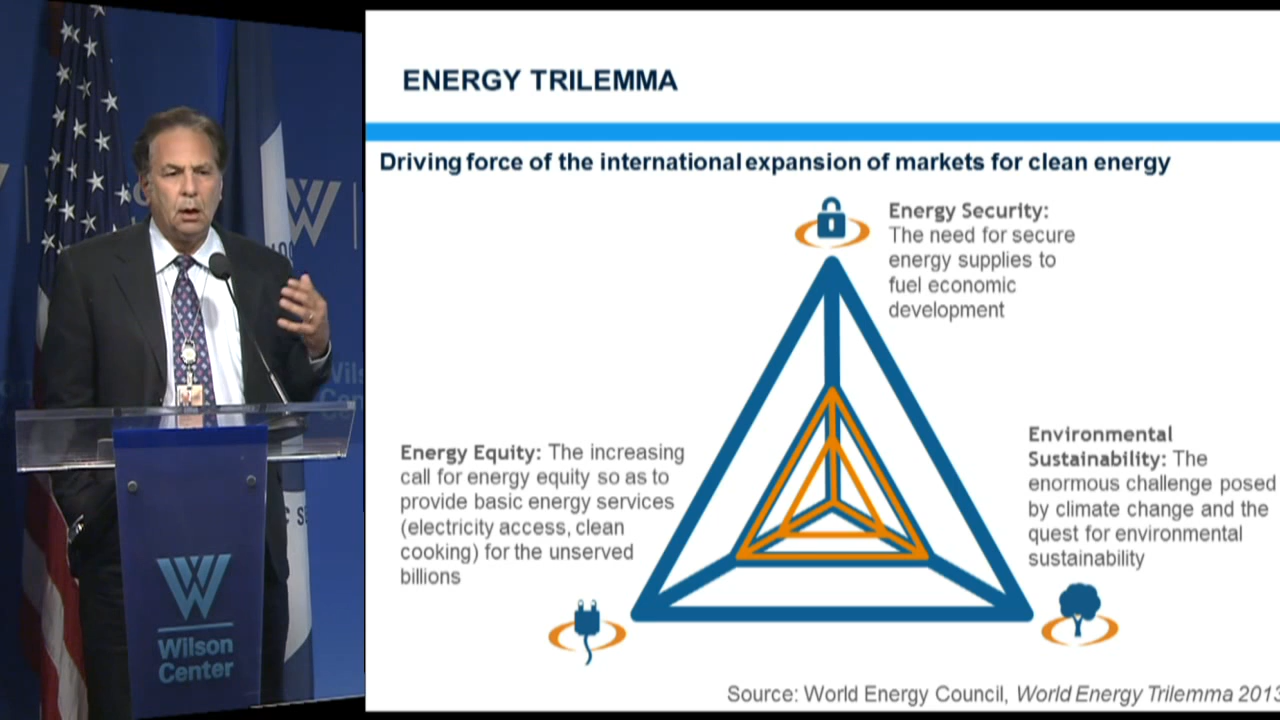 ENERGY TRILEMMA
Driving force of the international expansion of markets for clean energy
Energy Security:
The need for secure
energy supplies to
fuel economic
development
Energy Equity: The increasing
call for energy equity so as to
provide basic energy services
(electricity access, clean
cooking) for the unserved
billions
Environmental
Sustainability: The
enormous challenge posed
by climate change and the
quest for environmental
sustainability
Source: World Energy Council, World Energy Trilemma 2013
W
Wilson
Center
W
Wils
Cen